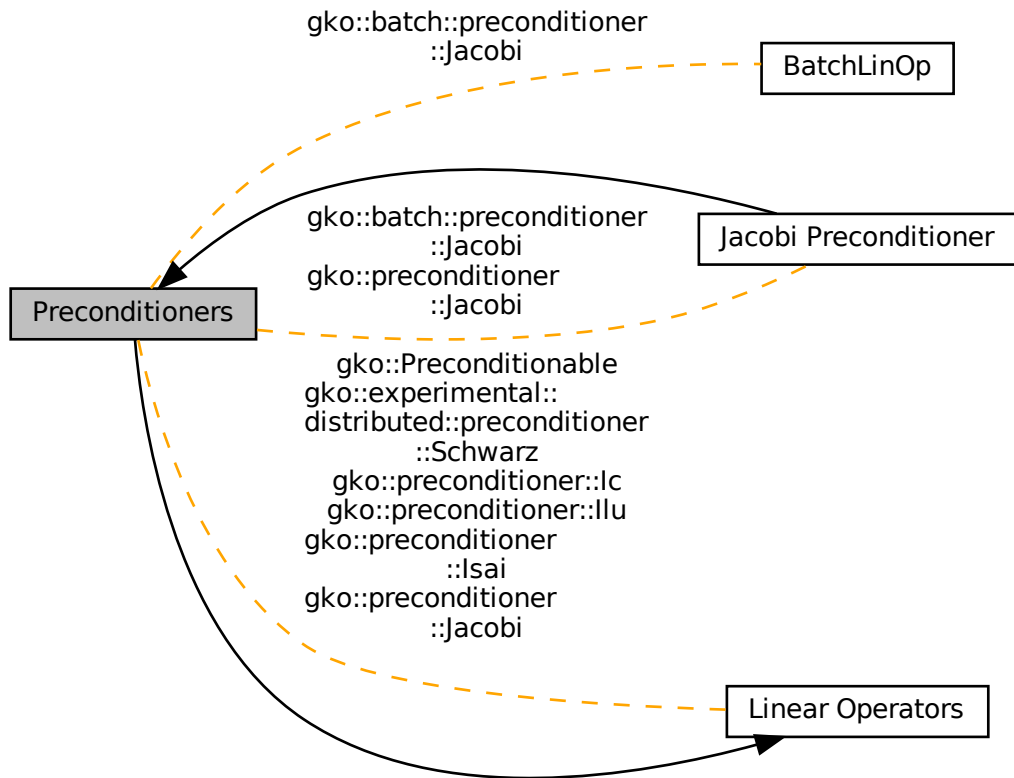 gko::batch::preconditioner
::Jacobi
BatchLinOp
gko::batch::preconditioner
::Jacobi
gko::preconditioner
::Jacobi
Jacobi Preconditioner
Preconditioners
gko::Preconditionable
gko::experimental::
distributed::preconditioner
::Schwarz
gko::preconditioner::Ic
gko::preconditioner::Ilu
gko::preconditioner
::Isai
gko::preconditioner
::Jacobi
Linear Operators